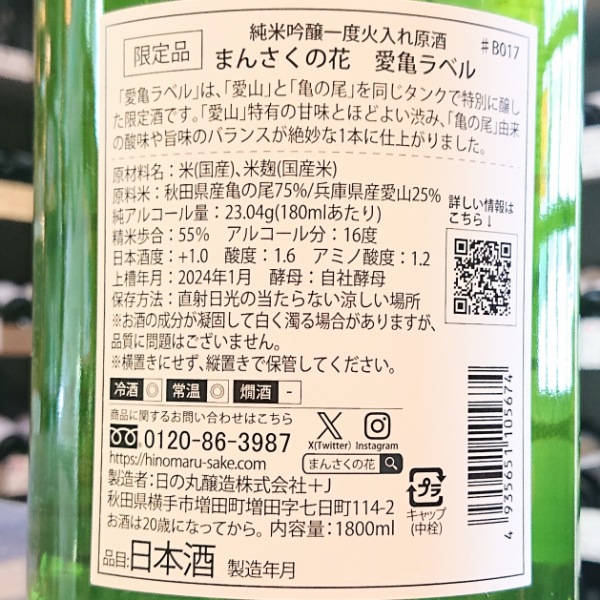 純米吟醸一度火入れ原酒
#B017
限定品
まんさくの花 愛亀ラベル
「愛亀ラベル」は、「愛山」と「亀の尾」を同じタンクで特別に醸し
た限定酒です。「愛山」特有の甘味とほどよい渋み、「亀の尾」由来
の酸味や旨味のバランスが絶妙な1本に仕上がりました。
原材料名:米(国産)、米麹(国産米)
原料米:秋田県産亀の尾75%/兵庫県産愛山25%
純アルコール量:23.04g(180mlあたり)
精米歩合:55% アルコール分:16度
日本酒度:+1.0 酸度:1.6 アミノ酸度:1.2
上槽年月:2024年1月 酵母:自社酵母
保存方法:直射日光の当たらない涼しい場所
※お酒の成分が凝固して白く濁る場合がありますが、
品質に問題はございません。
※横置きにせず、縦置きで保管してください。
詳しい情報は
こちら↓
冷酒 ◎ 常温 ◎ 燗酒 -
商品に関するお問い合わせはこちら
0120-86-3987
https://hinomaru-sake.com
X(Twitter) Instagram
まんさくの花
製造者:日の丸醸造株式会社+J
秋田県横手市増田町増田字七日町114-2
お酒は20歳になってから。 内容量:1800ml
プラ
キャップ
(中栓)
4935651105674
品目:日本酒 製造年月